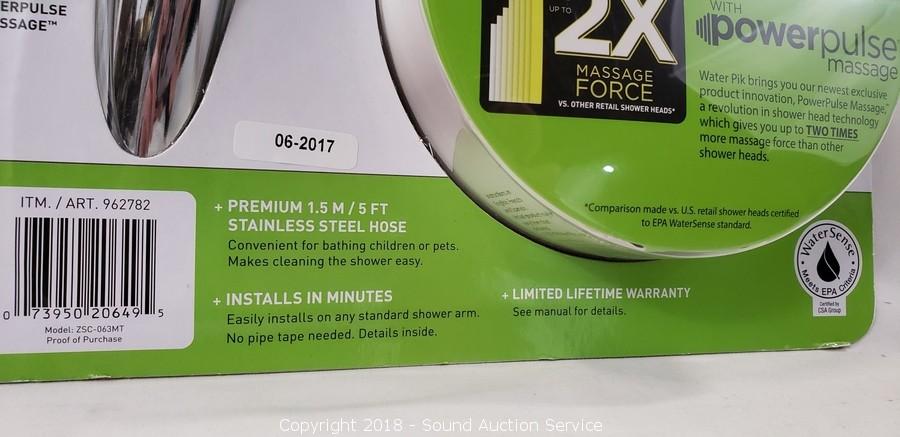 ERPULSE
SSAGE™
06-2017
UP TO
2X
MASSAGE
FORCE
VS. OTHER RETAIL SHOWER HEADS*
WITH
powerpulse
massage
Water Pik brings you our newest exclusive
product innovation, PowerPulse Massage,™
a revolution in shower head technology
which gives you up to TWO TIMES
more massage force than other
shower heads.
*Comparison made vs. U.S. retail shower heads certified
to EPA WaterSense standard.
ITM. / ART. 962782
0 73950 20649 5
Model: ZSC-063MT
Proof of Purchase
+ PREMIUM 1.5 M / 5 FT
STAINLESS STEEL HOSE
Convenient for bathing children or pets.
Makes cleaning the shower easy.
+ INSTALLS IN MINUTES
Easily installs on any standard shower arm.
No pipe tape needed. Details inside.
+ LIMITED LIFETIME WARRANTY
See manual for details.
WaterSense
Meets EPA Criteria
Certified by
CSA Group
Copyright 2018 - Sound Auction Service